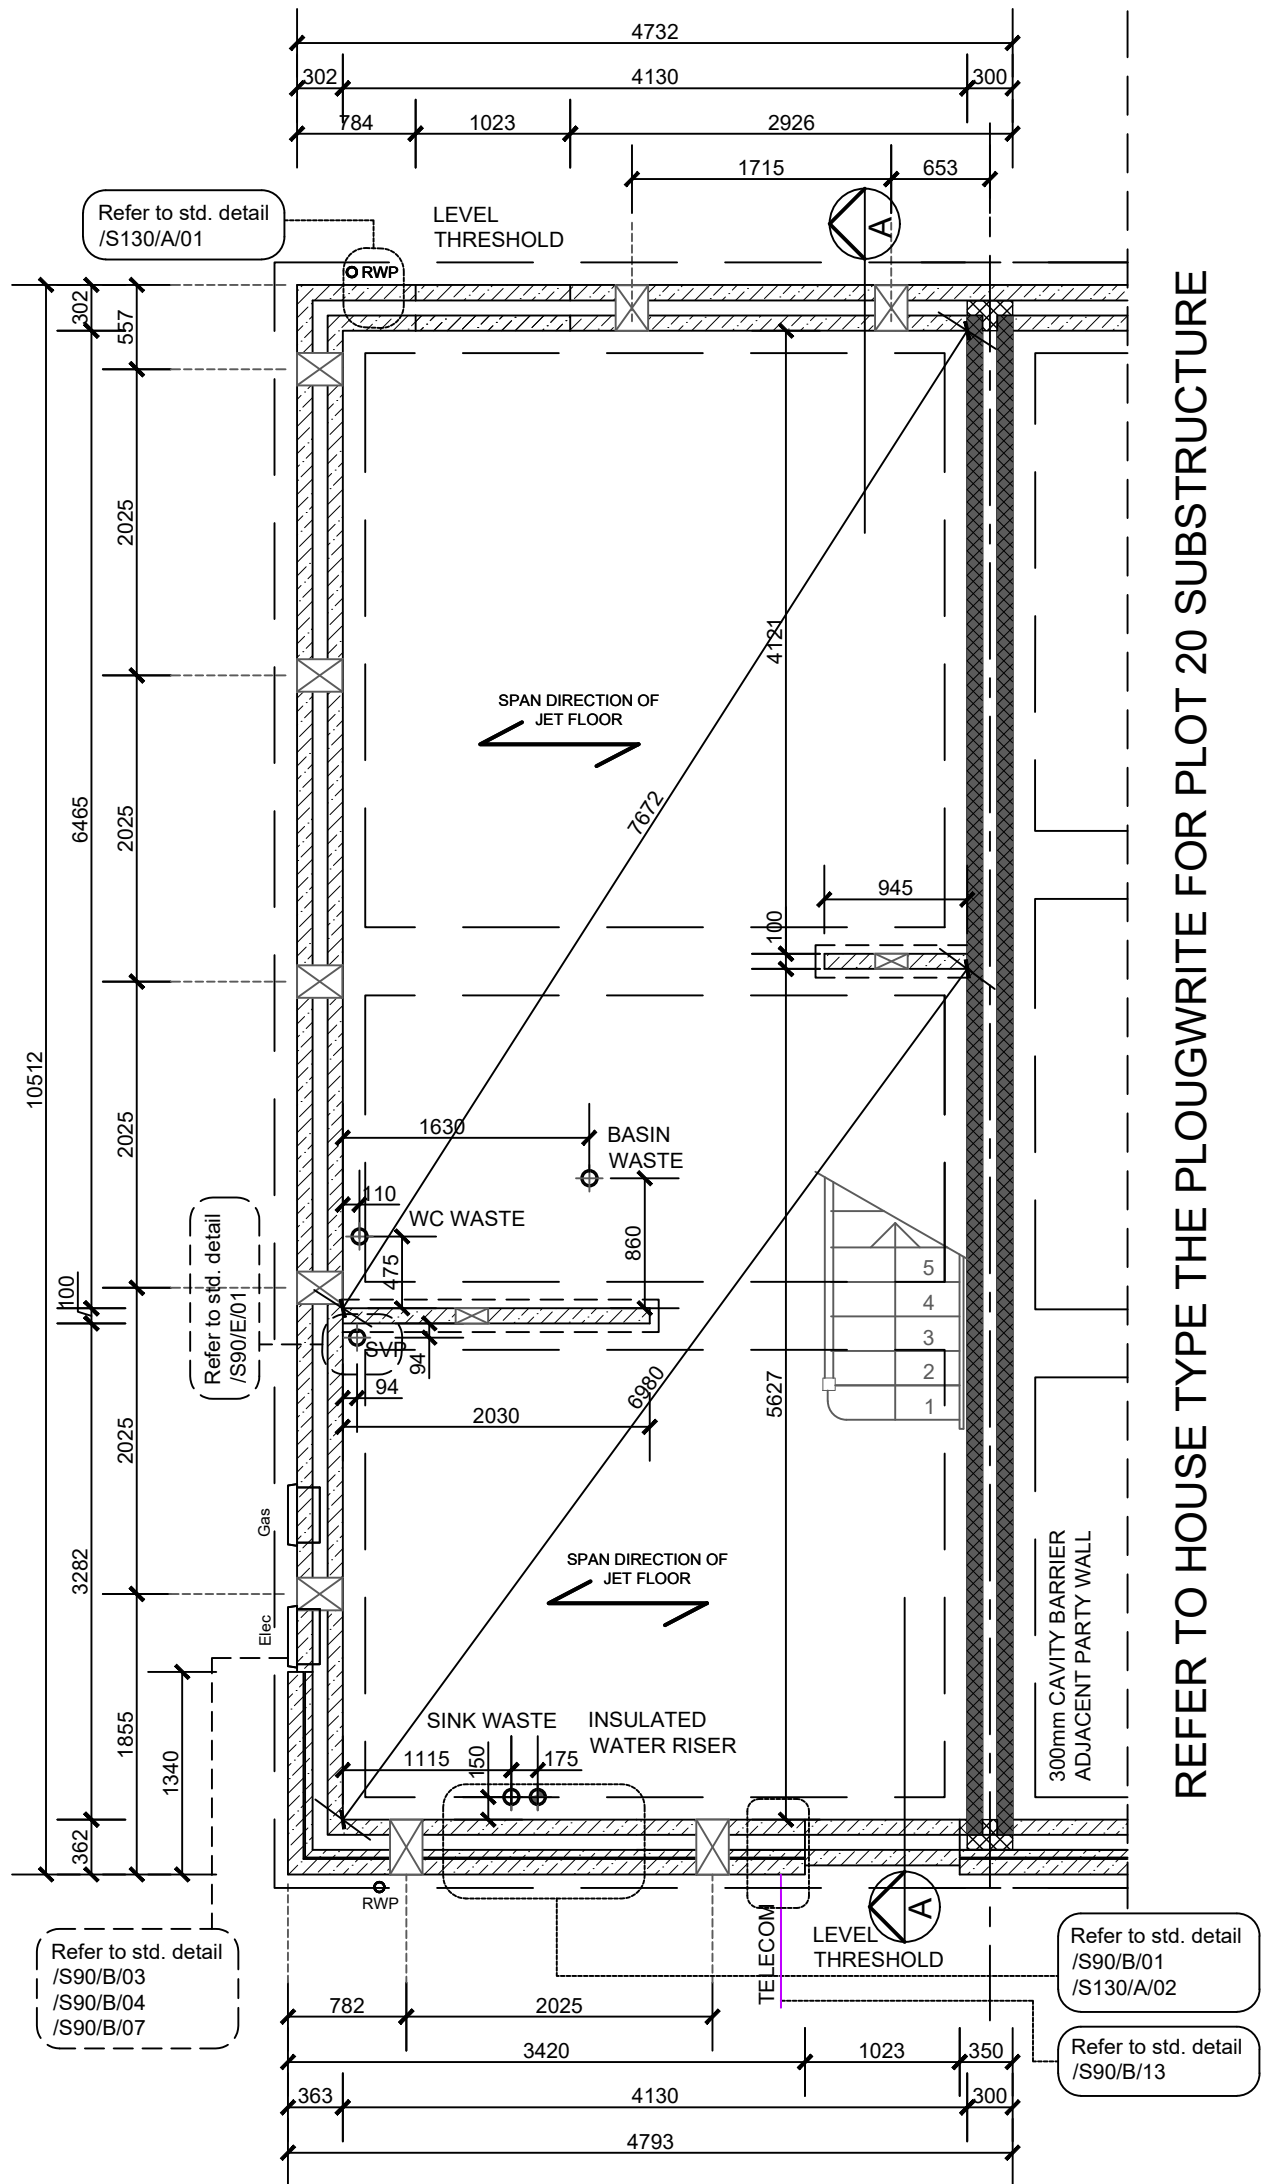 4732
302
4130
300
784
1023
2926
1715
653
Refer to std. detail
/S130/A/01
LEVEL
THRESHOLD
A
RWP
302
557
2025
4121
SPAN DIRECTION OF
JET FLOOR
7672
6465
2025
945
100
10512
2025
1630
BASIN
WASTE
110
WC WASTE
475
860
Refer to std. detail
/S90/E/01
100
SVP
94
94
2030
6980
5627
5
4
3
2
1
2025
Gas
3282
Elec
SPAN DIRECTION OF
JET FLOOR
300mm CAVITY BARRIER
ADJACENT PARTY WALL
REFER TO HOUSE TYPE THE PLOUGWRITE FOR PLOT 20 SUBSTRUCTURE
1855
1340
SINK WASTE
INSULATED
WATER RISER
1115
150
175
362
RWP
TELECOM
LEVEL
THRESHOLD
A
Refer to std. detail
/S90/B/03
/S90/B/04
/S90/B/07
Refer to std. detail
/S90/B/01
/S130/A/02
782
2025
Refer to std. detail
/S90/B/13
3420
1023
350
363
4130
300
4793